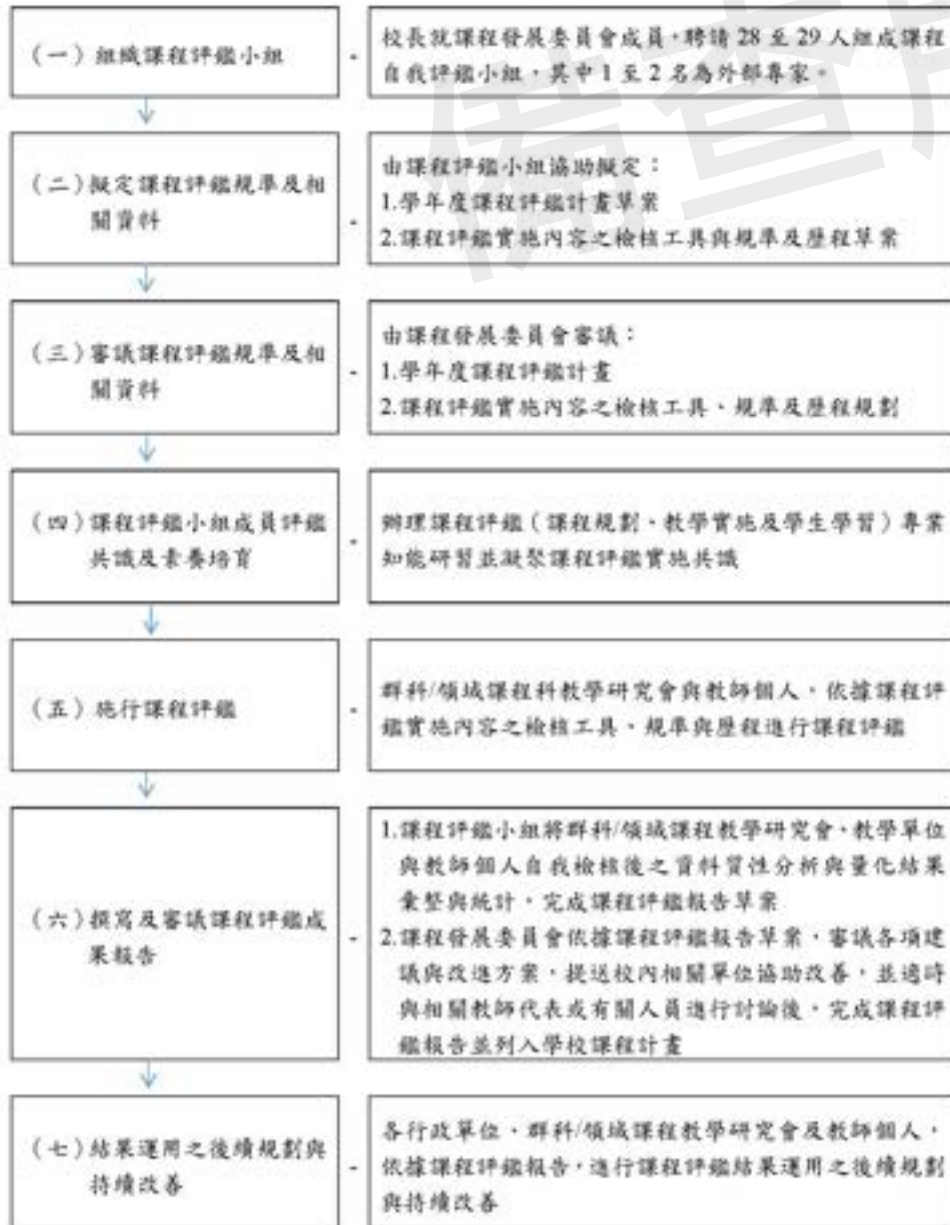 （一）組織課程評鑑小組
校長就課程發展委員會成員，聘請 28 至 29 人組成課程
自我評鑑小組，其中 1 至 2 名為外部專家。
（二）擬定課程評鑑規準及相
關資料
由課程評鑑小組協助擬定：
1.學年度課程評鑑計畫草案
2.課程評鑑實施內容之檢核工具與規準及歷程草案
（三）審議課程評鑑規準及相
關資料
由課程發展委員會審議：
1.學年度課程評鑑計畫
2.課程評鑑實施內容之檢核工具、規準及歷程規劃
（四）課程評鑑小組成員評鑑
共識及素養培育
辦理課程評鑑（課程規劃、教學實施及學生學習）專業
知能研習並凝聚課程評鑑實施共識
（五）施行課程評鑑
群科/領域課程科教學研究會與教師個人，依據課程評
鑑實施內容之檢核工具、規準與歷程進行課程評鑑
（六）撰寫及審議課程評鑑成
果報告
1.課程評鑑小組將群科/領域課程教學研究會、教學單位
與教師個人自我檢核後之資料質性分析與量化結果
彙整與統計，完成課程評鑑報告草案
2.課程發展委員會依據課程評鑑報告草案，審議各項建
議與改進方案，提送校內相關單位協助改善，並適時
與相關教師代表或有關人員進行討論後，完成課程評
鑑報告並列入學校課程計畫
（七）結果運用之後續規劃與
持續改善
各行政單位、群科/領域課程教學研究會及教師個人，
依據課程評鑑報告，進行課程評鑑結果運用之後續規劃
與持續改善
備查